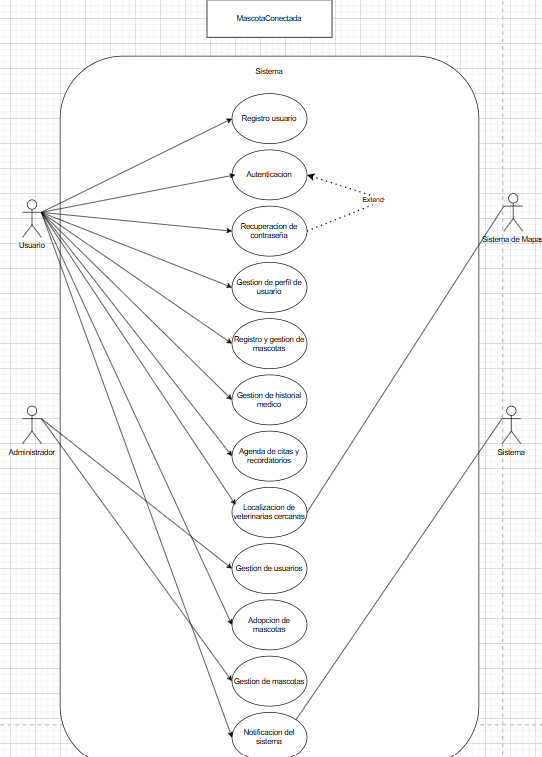 MascotaConectada
Sistema
Registro usuario
Autenticacion
Extend
Recuperacion de
contraseña
Usuario
Sistema de Mapas
Gestion de perfil de
usuario
Registro y gestion de
mascotas
Gestion de historial
medico
Agenda de citas y
recordatorios
Administrador
Sistema
Localizacion de
veterinarias cercanas
Gestion de usuarios
Adopcion de
mascotas
Gestion de mascotas
Notificacion del
sistema